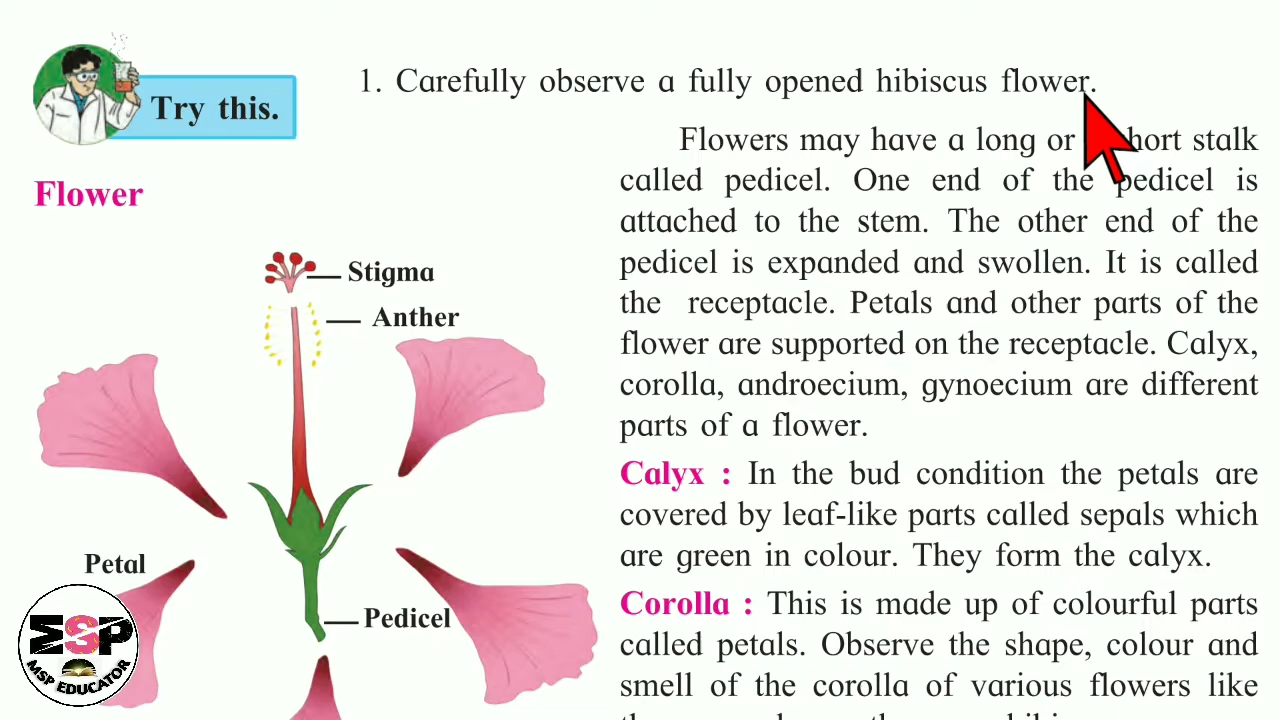 Try this.
1. Carefully observe a fully opened hibiscus flower.
Flower
Stigma
Anther
Petal
Pedicel
Flowers may have a long or short stalk
called pedicel. One end of the pedicel is
attached to the stem. The other end of the
pedicel is expanded and swollen. It is called
the receptacle. Petals and other parts of the
flower are supported on the receptacle. Calyx,
corolla, androecium, gynoecium are different
parts of a flower.
Calyx : In the bud condition the petals are
covered by leaf-like parts called sepals which
are green in colour. They form the calyx.
Corolla : This is made up of colourful parts
called petals. Observe the shape, colour and
smell of the corolla of various flowers like
MSP
MSP EDUCATOR